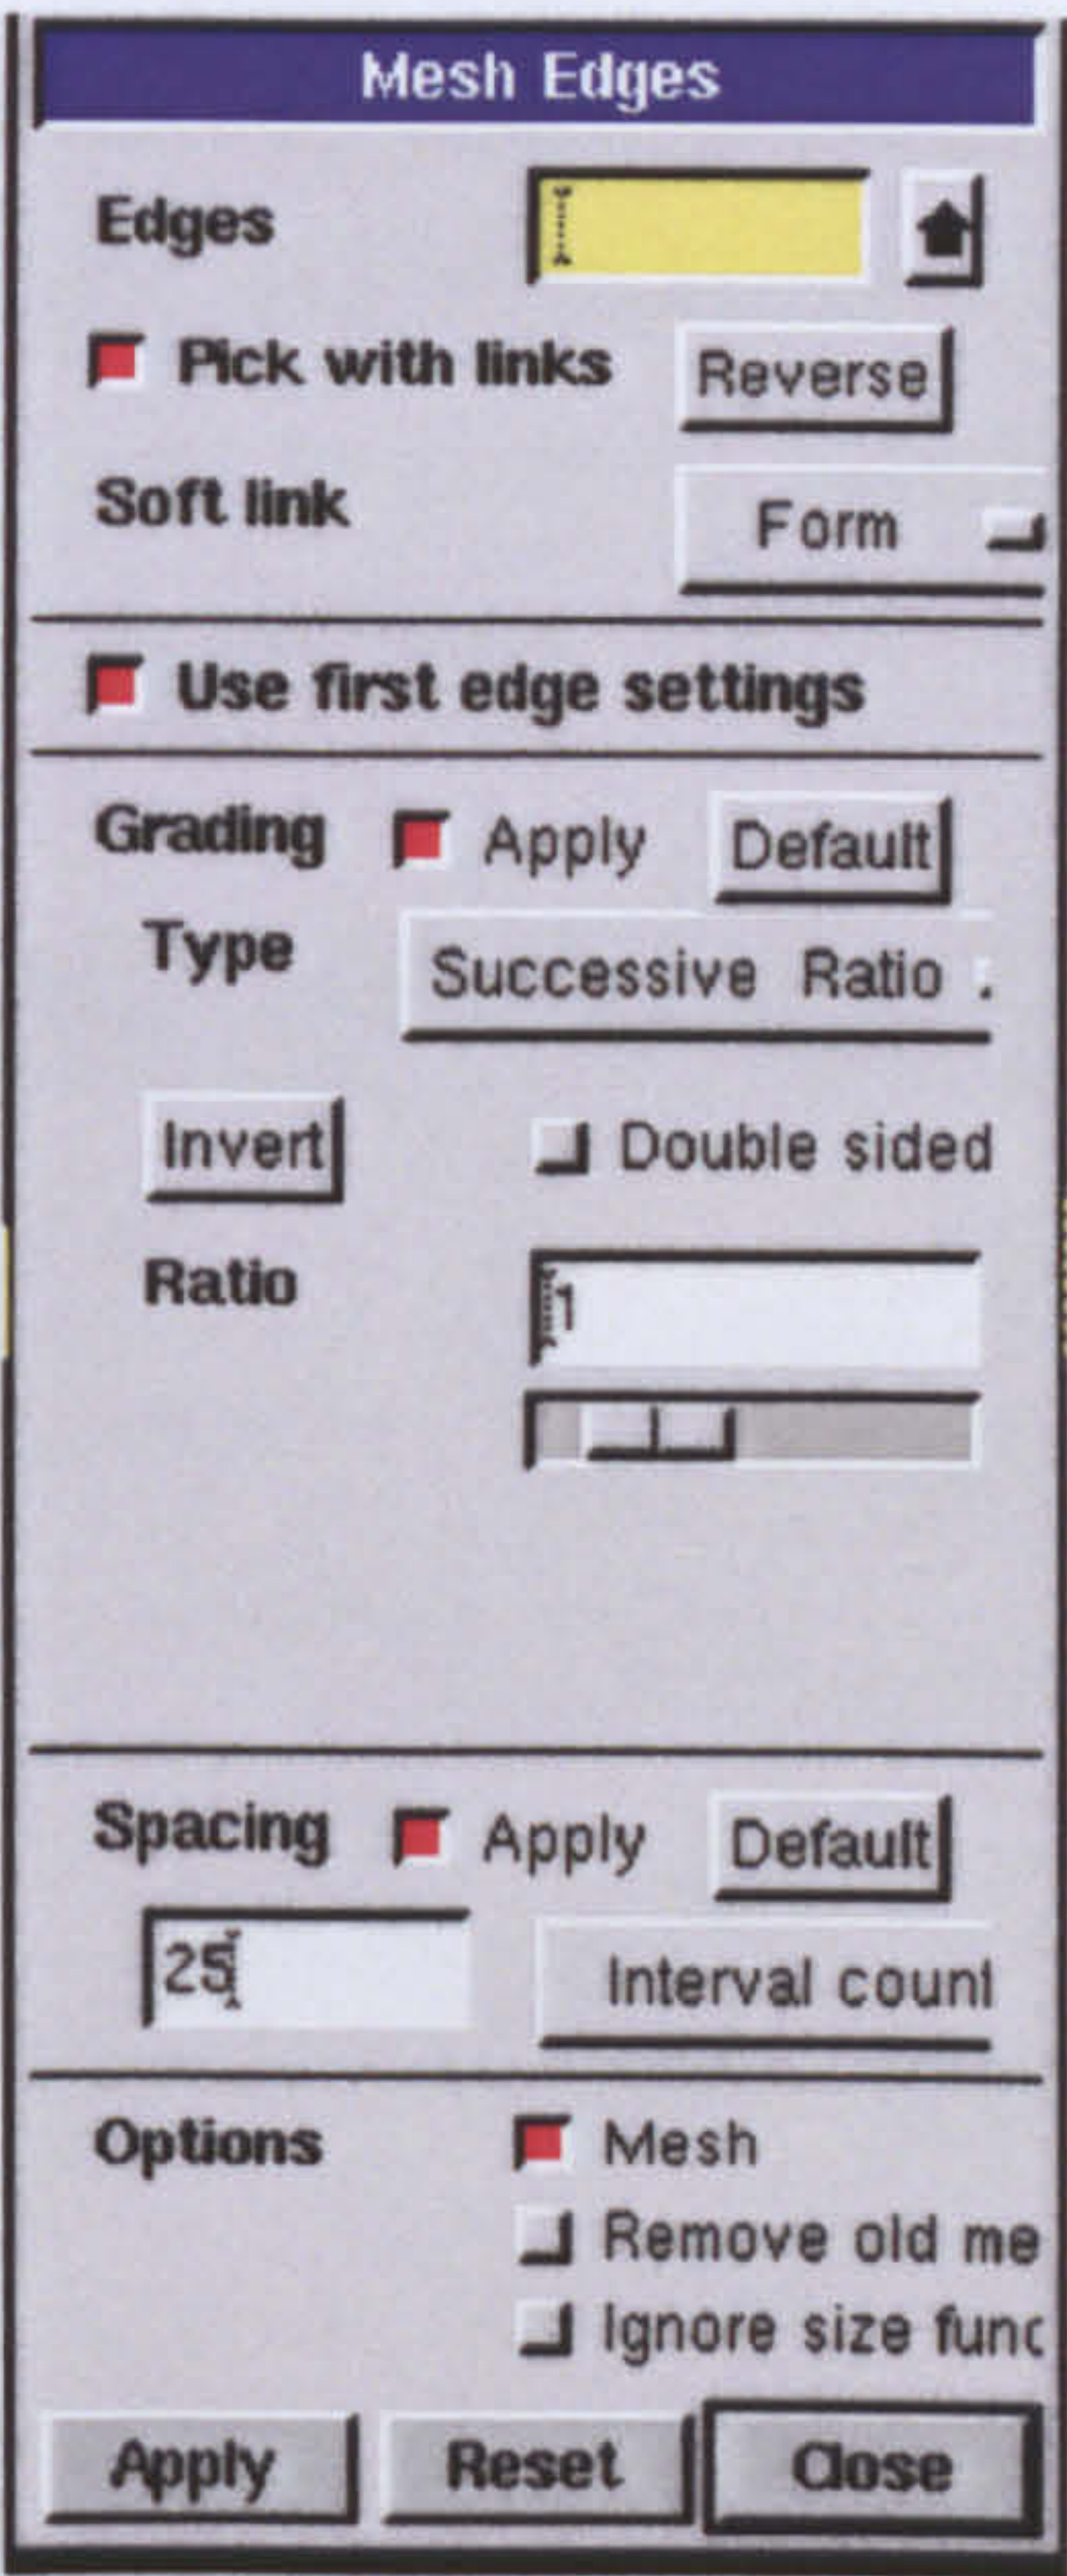 Mesh Edges
Edges
Pick with links Reverse
Soft link Form
Use first edge settings
Grading Apply Default
Type Successive Ratio
Invert Double sided
Ratio 1
Spacing Apply Default
25 Interval count
Options Mesh
Remove old me
Ignore size func
Apply Reset Close